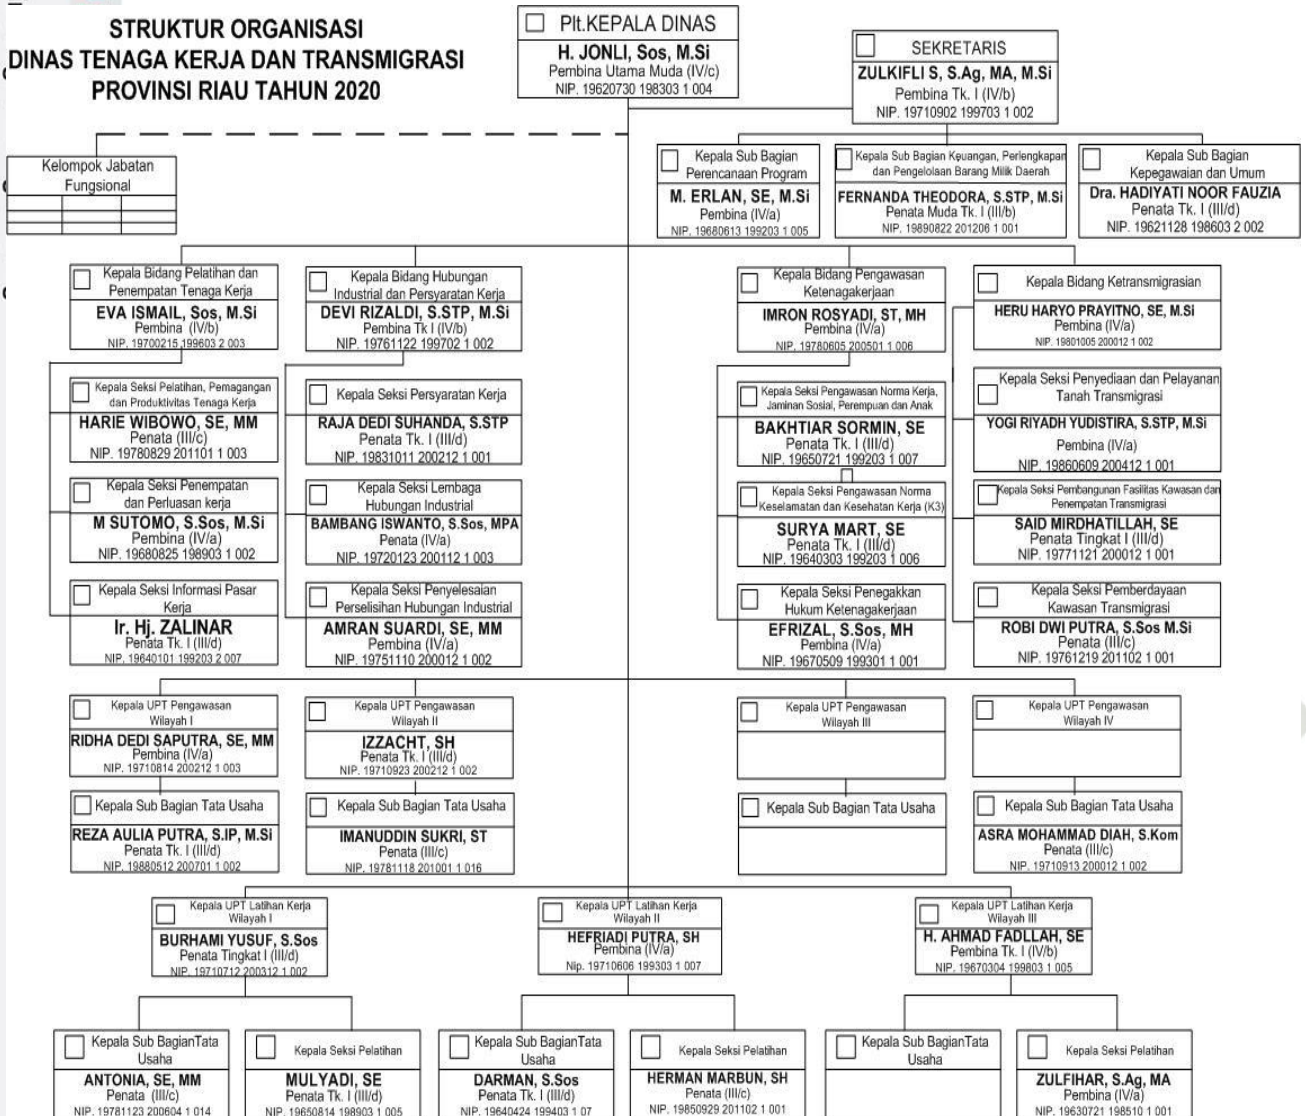 STRUKTUR ORGANISASI
DINAS TENAGA KERJA DAN TRANSMIGRASI
PROVINSI RIAU TAHUN 2020
Plt.KEPALA DINAS
H. JONLI, Sos, M.Si
Pembina Utama Muda (IV/c)
NIP. 19620730 198303 1 004
SEKRETARIS
ZULKIFLI S, S.Ag, MA, M.Si
Pembina Tk. I (IV/b)
NIP. 19710902 199703 1 002
Kelompok Jabatan
Fungsional
Kepala Sub Bagian
Perencanaan Program
M. ERLAN, SE, M.Si
Pembina (IV/a)
NIP. 19680613 199203 1 005
Kepala Sub Bagian Keuangan, Perlengkapan
dan Pengelolaan Barang Milik Daerah
FERNANDA THEODORA, S.STP, M.Si
Penata Muda Tk. I (III/b)
NIP. 19890822 201206 1 001
Kepala Sub Bagian
Kepegawaian dan Umum
Dra. HADIYATI NOOR FAUZIA
Penata Tk. I (III/d)
NIP. 19621128 198603 2 002
Kepala Bidang Pelatihan dan
Penempatan Tenaga Kerja
EVA ISMAIL, Sos, M.Si
Pembina (IV/b)
NIP. 19700215 199603 2 003
Kepala Bidang Hubungan
Industrial dan Persyaratan Kerja
DEVI RIZALDI, S.STP, M.Si
Pembina Tk I (IV/b)
NIP. 19761122 199702 1 002
Kepala Bidang Pengawasan
Ketenagakerjaan
IMRON ROSYADI, ST, MH
Pembina (IV/a)
NIP. 19780605 200501 1 006
Kepala Bidang Ketransmigrasian
HERU HARYO PRAYITNO, SE, M.Si
Pembina (IV/a)
NIP. 19801005 200012 1 002
Kepala Seksi Pelatihan, Pemagangan
dan Produktivitas Tenaga Kerja
HARIE WIBOWO, SE, MM
Penata (III/c)
NIP. 19780829 201101 1 003
Kepala Seksi Persyaratan Kerja
RAJA DEDI SUHANDA, S.STP
Penata Tk. I (III/d)
NIP. 19831011 200212 1 001
Kepala Seksi Pengawasan Norma Kerja,
Jaminan Sosial, Perempuan dan Anak
BAKHTIAR SORMIN, SE
Penata Tk. I (III/d)
NIP. 19650721 199203 1 007
Kepala Seksi Penyediaan dan Pelayanan
Tanah Transmigrasi
YOGI RIYADH YUDISTIRA, S.STP, M.Si
Pembina (IV/a)
NIP. 19860609 200412 1 001
Kepala Seksi Penempatan
dan Perluasan kerja
M SUTOMO, S.Sos, M.Si
Pembina (IV/a)
NIP. 19680825 198903 1 002
Kepala Seksi Lembaga
Hubungan Industrial
BAMBANG ISWANTO, S.Sos, MPA
Penata (IV/a)
NIP. 19720123 200112 1 003
Kepala Seksi Pengawasan Norma
Keselamatan dan Kesehatan Kerja (K3)
SURYA MART, SE
Penata Tk. I (III/d)
NIP. 19640303 199203 1 006
Kepala Seksi Pembangunan Fasilitas Kawasan dan
Penempatan Transmigrasi
SAID MIRDHATILLAH, SE
Penata Tingkat I (III/d)
NIP. 19771121 200012 1 001
Kepala Seksi Informasi Pasar
Kerja
Ir. Hj. ZALINAR
Penata Tk. I (III/d)
NIP. 19640101 199203 2 007
Kepala Seksi Penyelesaian
Perselisihan Hubungan Industrial
AMRAN SUARDI, SE, MM
Pembina (IV/a)
NIP. 19751110 200012 1 002
Kepala Seksi Penegakkan
Hukum Ketenagakerjaan
EFRIZAL, S.Sos, MH
Pembina (IV/a)
NIP. 19670509 199301 1 001
Kepala Seksi Pemberdayaan
Kawasan Transmigrasi
ROBI DWI PUTRA, S.Sos M.Si
Penata (III/c)
NIP. 19761219 201102 1 001
Kepala UPT Pengawasan
Wilayah I
RIDHA DEDI SAPUTRA, SE, MM
Pembina (IV/a)
NIP. 19710814 200212 1 003
Kepala UPT Pengawasan
Wilayah II
IZZACHT, SH
Penata Tk. I (III/d)
NIP. 19710923 200212 1 002
Kepala UPT Pengawasan
Wilayah III
Kepala UPT Pengawasan
Wilayah IV
Kepala Sub Bagian Tata Usaha
REZA AULIA PUTRA, S.IP, M.Si
Penata Tk. I (III/d)
NIP. 19880512 200701 1 002
Kepala Sub Bagian Tata Usaha
IMANUDDIN SUKRI, ST
Penata (III/c)
NIP. 19781118 201001 1 016
Kepala Sub Bagian Tata Usaha
Kepala Sub Bagian Tata Usaha
ASRA MOHAMMAD DIAH, S.Kom
Penata (III/c)
NIP. 19710913 200012 1 002
Kepala UPT Latihan Kerja
Wilayah I
BURHAMI YUSUF, S.Sos
Penata Tingkat I (III/d)
NIP. 19710712 200312 1 002
Kepala UPT Latihan Kerja
Wilayah II
HEFRIADI PUTRA, SH
Pembina (IV/a)
Nip. 19710606 199303 1 007
Kepala UPT Latihan Kerja
Wilayah III
H. AHMAD FADLLAH, SE
Pembina Tk. I (IV/b)
NIP. 19670304 199803 1 005
Kepala Sub BagianTata
Usaha
ANTONIA, SE, MM
Penata (III/c)
NIP. 19781123 200604 1 014
Kepala Seksi Pelatihan
MULYADI, SE
Penata Tk. I (III/d)
NIP. 19650814 198903 1 005
Kepala Sub BagianTata
Usaha
DARMAN, S.Sos
Penata Tk. I (III/d)
NIP. 19640424 199403 1 07
Kepala Seksi Pelatihan
HERMAN MARBUN, SH
Penata (III/c)
NIP. 19850929 201102 1 001
Kepala Sub BagianTata
Usaha
Kepala Seksi Pelatihan
ZULFIHAR, S.Ag, MA
Pembina (IV/a)
NIP. 19630721 198510 1 001